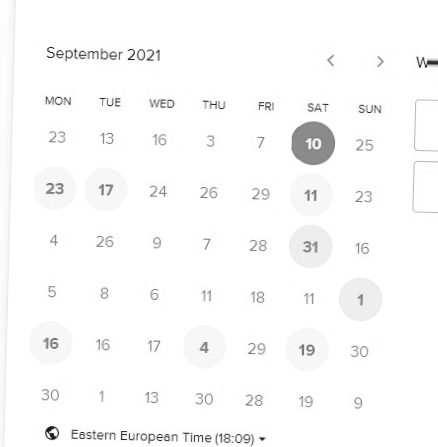 September 2021
MON TUE WED THU FRI SAT SUN
23 13 16 3 7 10 25
23 17 24 26 29 11 23
4 26 9 7 28 31 16
5 8 6 11 18 11 1
16 16 17 4 29 19 30
30 1 13 30 28 19 9
Eastern European Time (18:09)